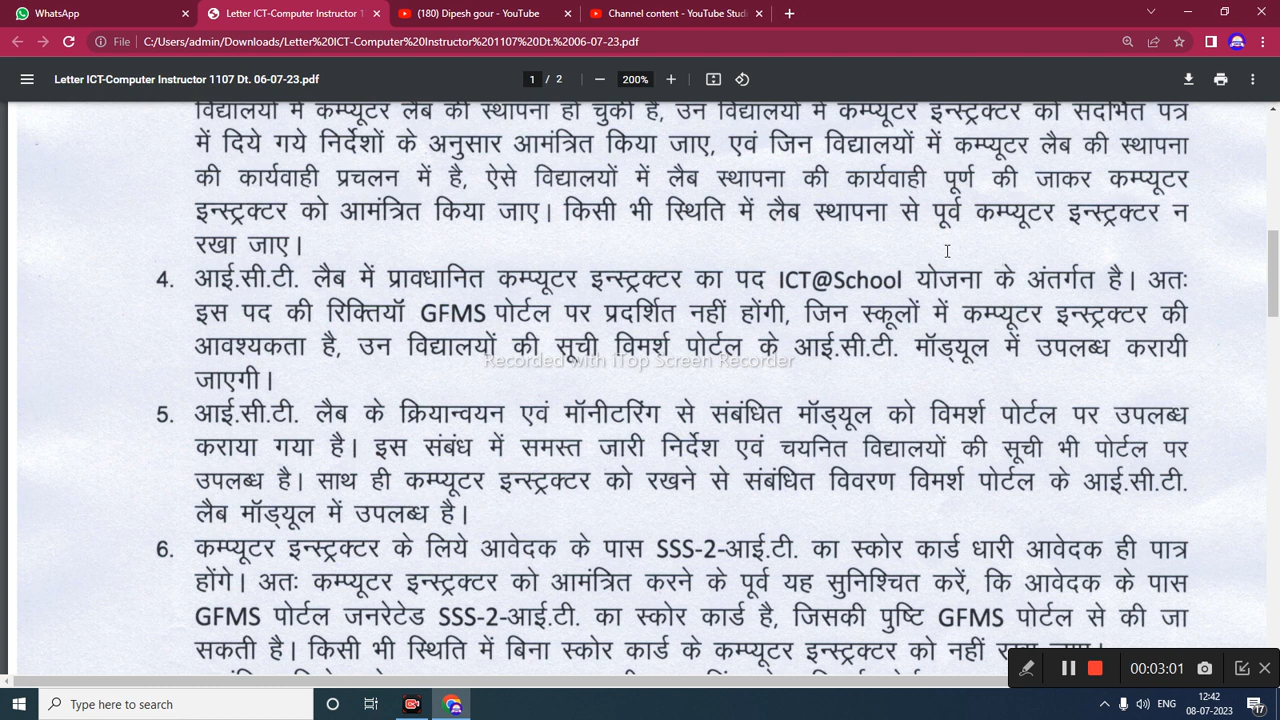 WhatsApp
Letter ICT-Computer Instructor 1
(180) Dipesh gour - YouTube
Channel content - YouTube Stud
File C:/Users/admin/Downloads/Letter%20ICT-Computer%20Instructor%201107%20Dt.%2006-07-23.pdf
Letter ICT-Computer Instructor 1107 Dt. 06-07-23.pdf
1 / 2
200%
विद्यालयों में कम्प्यूटर लैब की स्थापना हो चुकी है, उन विद्यालयों में कम्प्यूटर इन्स्ट्रक्टर को संदर्भित पत्र
में दिये गये निर्देशों के अनुसार आमंत्रित किया जाए, एवं जिन विद्यालयों में कम्प्यूटर लैब की स्थापना
की कार्यवाही प्रचलन में है, ऐसे विद्यालयों में लैब स्थापना की कार्यवाही पूर्ण की जाकर कम्प्यूटर
इन्स्ट्रक्टर को आमंत्रित किया जाए। किसी भी स्थिति में लैब स्थापना से पूर्व कम्प्यूटर इन्स्ट्रक्टर न
रखा जाए।
4. आई.सी.टी. लैब में प्रावधानित कम्प्यूटर इन्स्ट्रक्टर का पद ICT@School योजना के अंतर्गत है। अतः
इस पद की रिक्तियॉ GFMS पोर्टल पर प्रदर्शित नहीं होंगी, जिन स्कूलों में कम्प्यूटर इन्स्ट्रक्टर की
आवश्यकता है, उन विद्यालयों की सूची विमर्श पोर्टल के आई.सी.टी. मॉड्यूल में उपलब्ध करायी
Recorded with iTop Screen Recorder
जाएगी।
5. आई.सी.टी. लैब के क्रियान्वयन एवं मॉनीटरिंग से संबंधित मॉड्यूल को विमर्श पोर्टल पर उपलब्ध
कराया गया है। इस संबंध में समस्त जारी निर्देश एवं चयनित विद्यालयों की सूची भी पोर्टल पर
उपलब्ध है। साथ ही कम्प्यूटर इन्स्ट्रक्टर को रखने से संबंधित विवरण विमर्श पोर्टल के आई.सी.टी.
लैब मॉड्यूल में उपलब्ध है।
6. कम्प्यूटर इन्स्ट्रक्टर के लिये आवेदक के पास SSS-2-आई.टी. का स्कोर कार्ड धारी आवेदक ही पात्र
होंगे। अतः कम्प्यूटर इन्स्ट्रक्टर को आमंत्रित करने के पूर्व यह सुनिश्चित करें, कि आवेदक के पास
GFMS पोर्टल जनरेटेड SSS-2-आई.टी. का स्कोर कार्ड है, जिसकी पुष्टि GFMS पोर्टल से की जा
सकती है। किसी भी स्थिति में बिना स्कोर कार्ड के कम्प्यूटर इन्स्ट्रक्टर को नहीं
00:03:01
Type here to search
ENG
12:42
08-07-2023
17